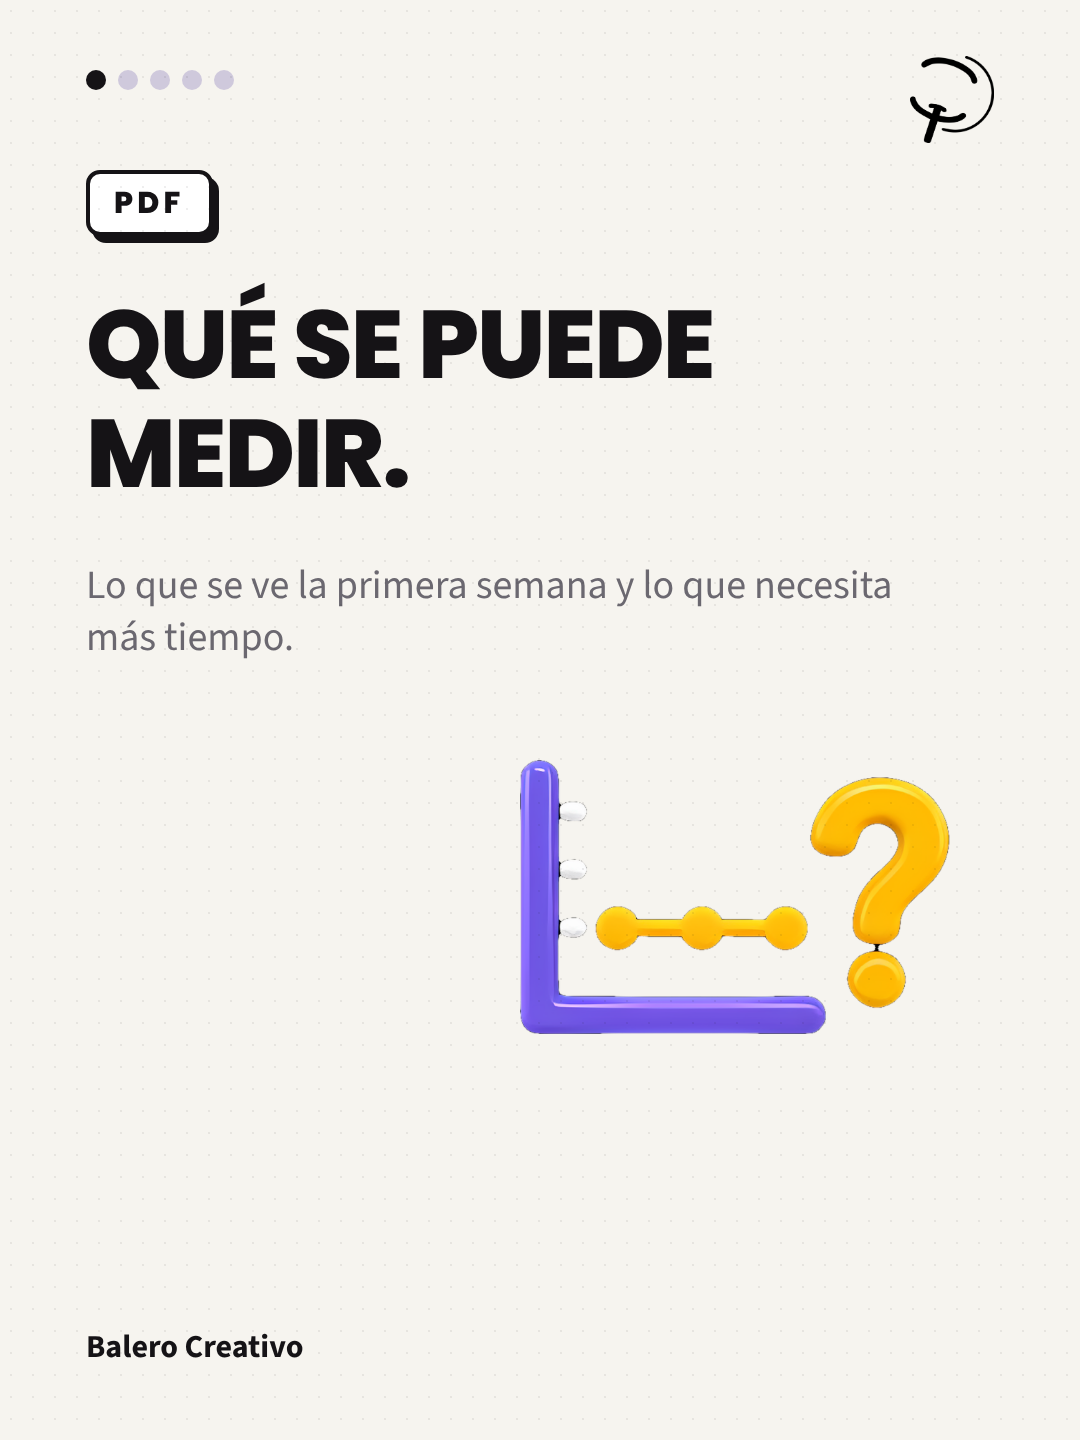 PDF
QUÉ SE PUEDE
MEDIR.
Lo que se ve la primera semana y lo que necesita
más tiempo.
?
Balero Creativo